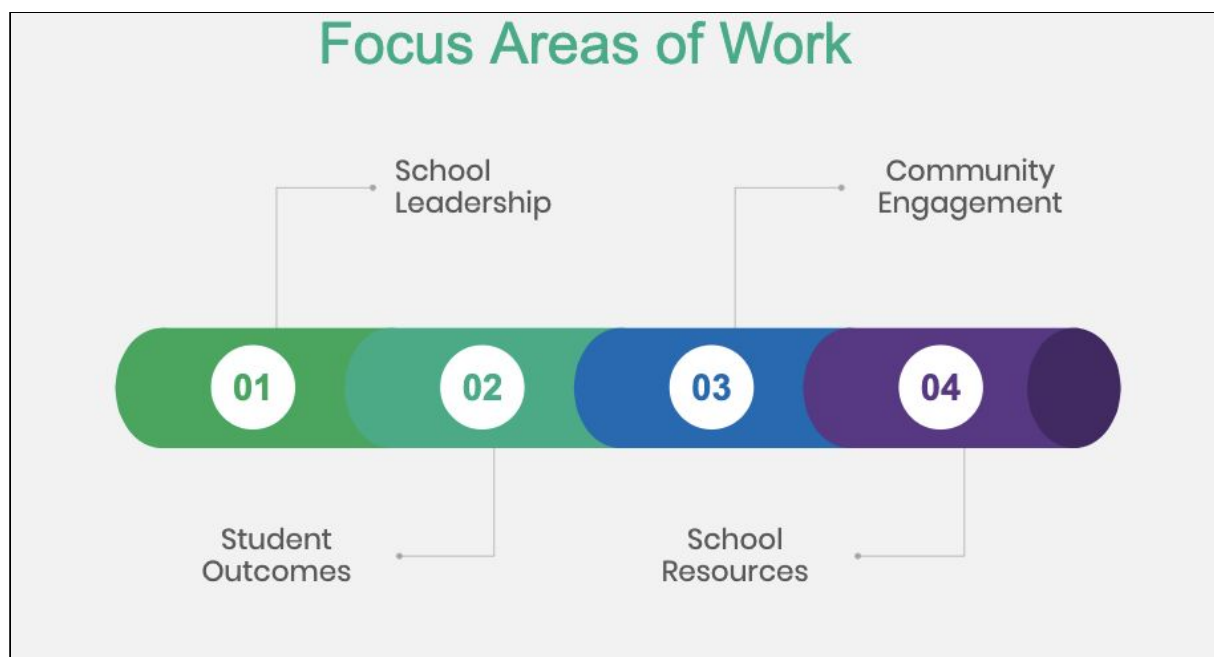 Focus Areas of Work
School
Leadership
Community
Engagement
01
02
03
04
Student
Outcomes
School
Resources